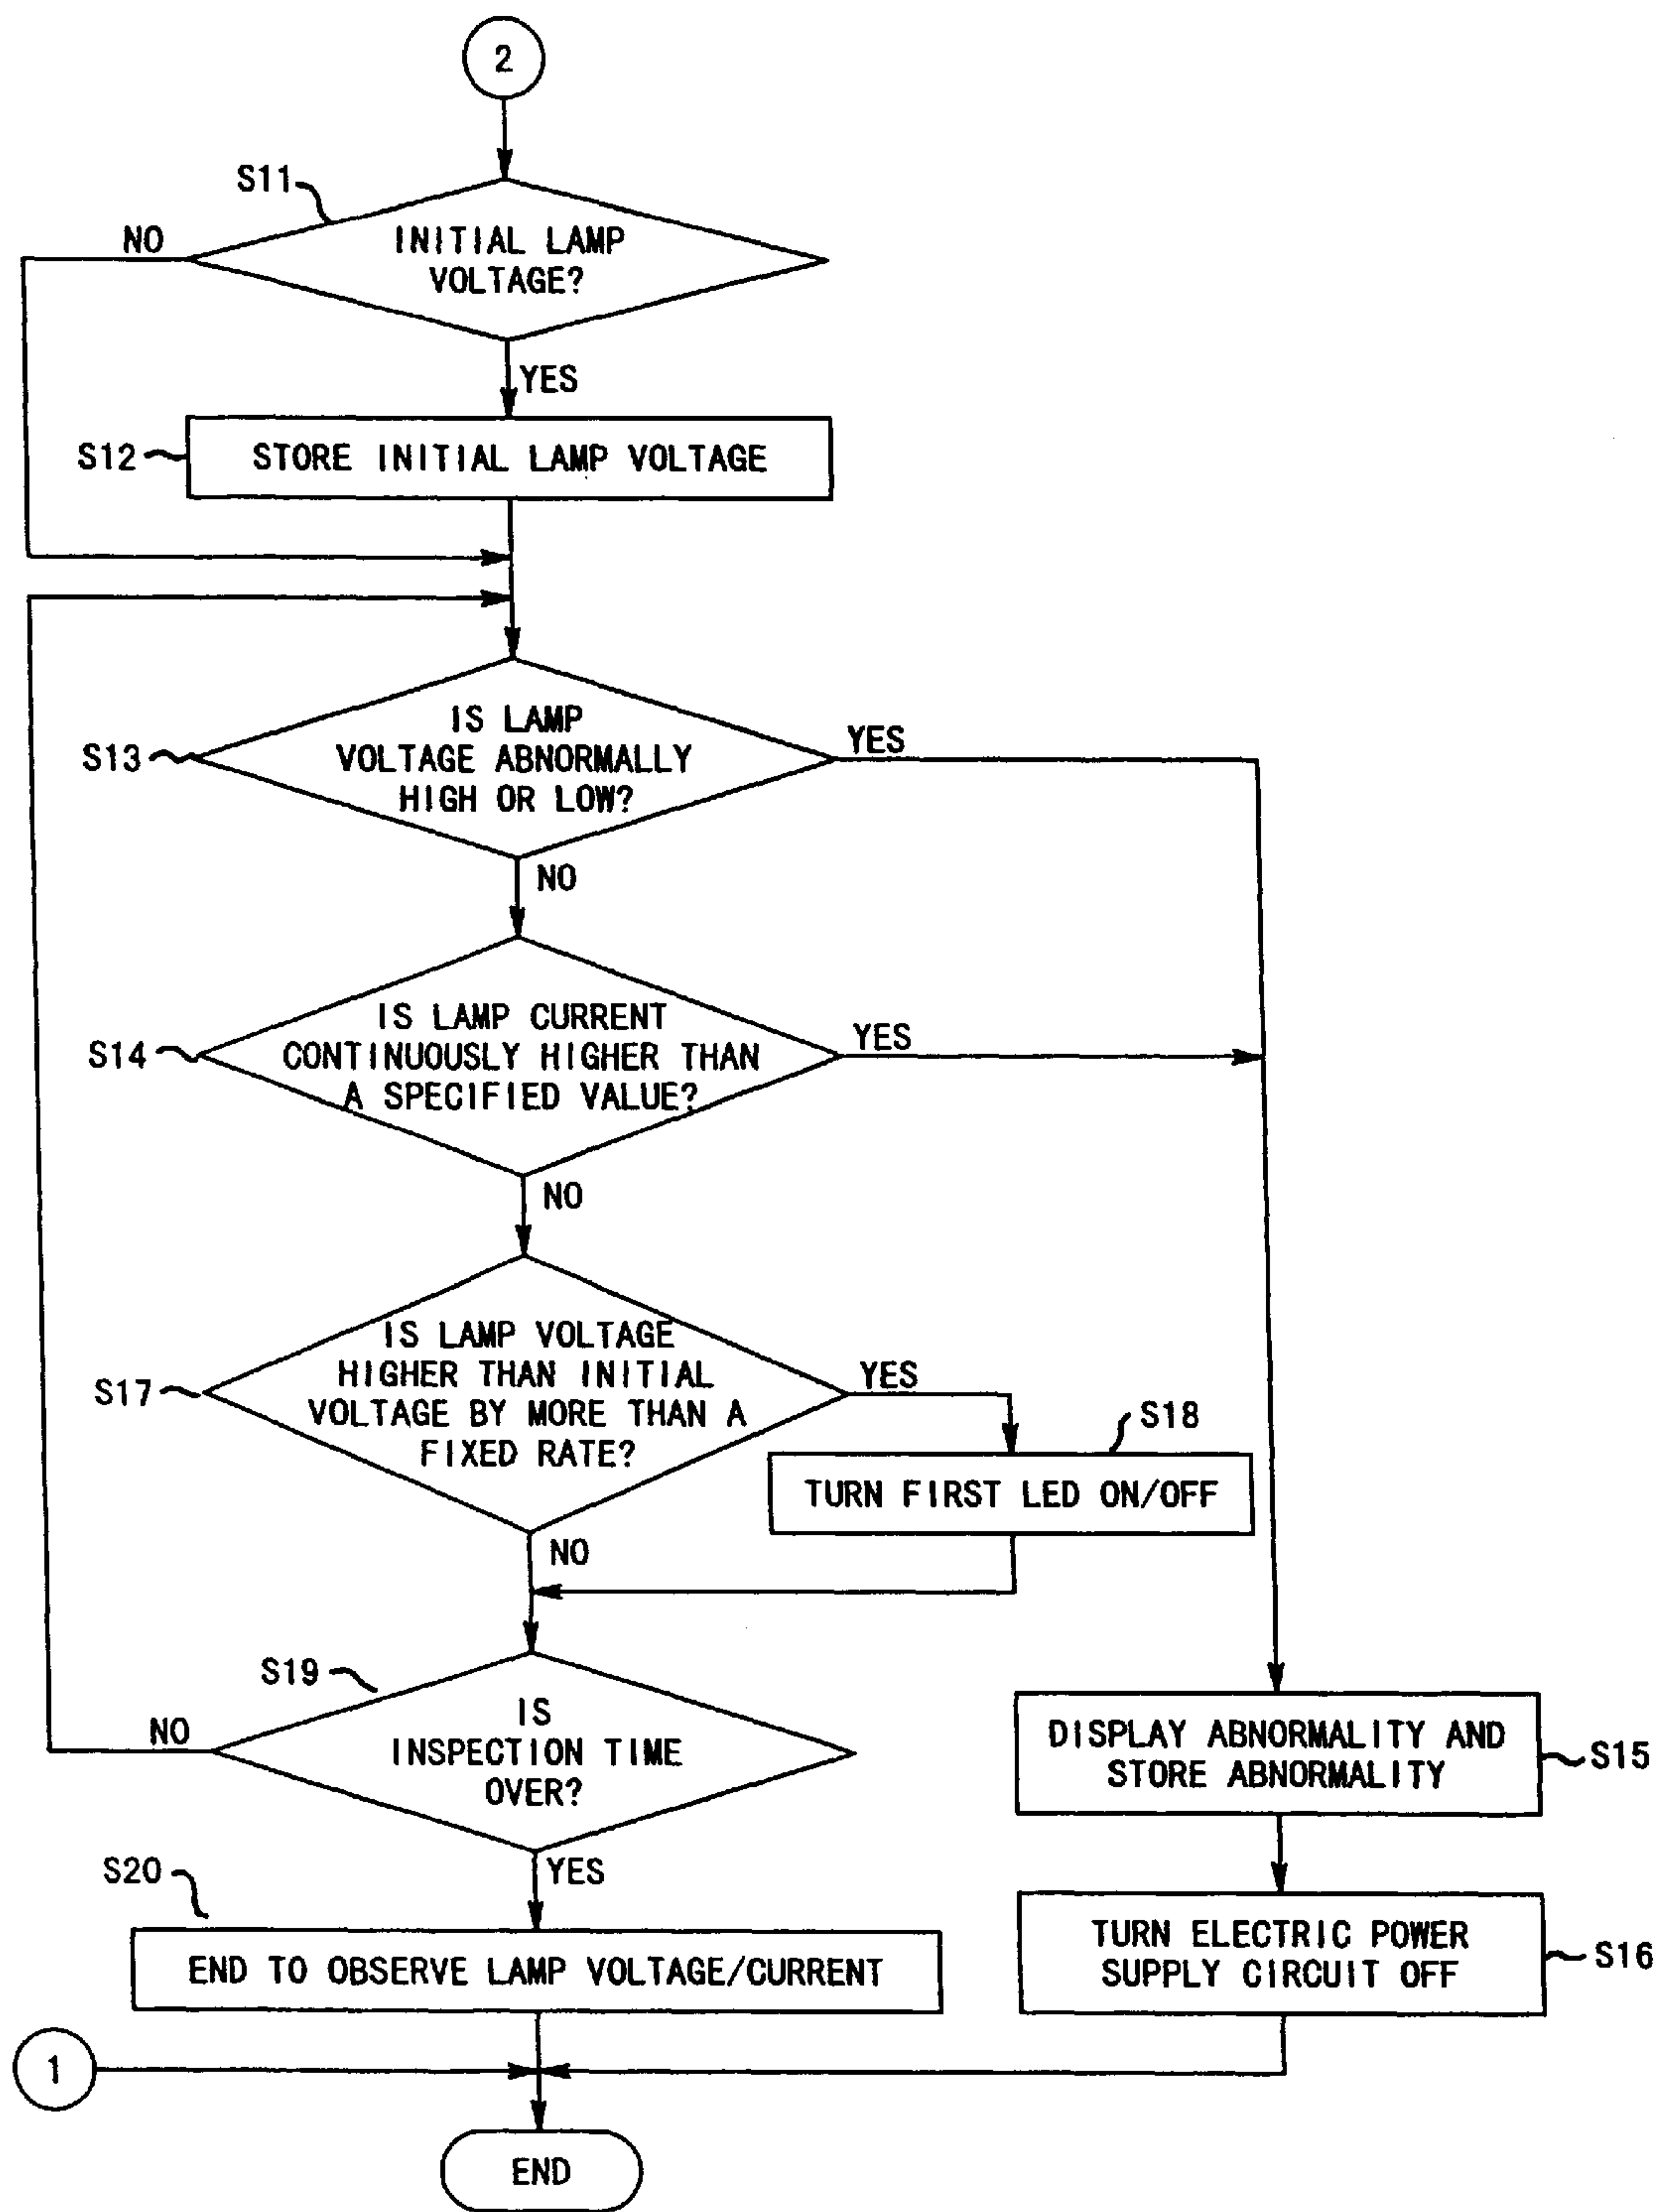 2
S11
NO
INITIAL LAMP
VOLTAGE?
YES
S12
STORE INITIAL LAMP VOLTAGE
S13
IS LAMP
VOLTAGE ABNORMALLY
HIGH OR LOW?
YES
NO
S14
IS LAMP CURRENT
CONTINUOUSLY HIGHER THAN
A SPECIFIED VALUE?
YES
NO
S17
IS LAMP VOLTAGE
HIGHER THAN INITIAL
VOLTAGE BY MORE THAN A
FIXED RATE?
YES
S18
TURN FIRST LED ON/OFF
NO
S19
NO
IS
INSPECTION TIME
OVER?
DISPLAY ABNORMALITY AND
STORE ABNORMALITY
S15
YES
S20
END TO OBSERVE LAMP VOLTAGE/CURRENT
TURN ELECTRIC POWER
SUPPLY CIRCUIT OFF
S16
1
END